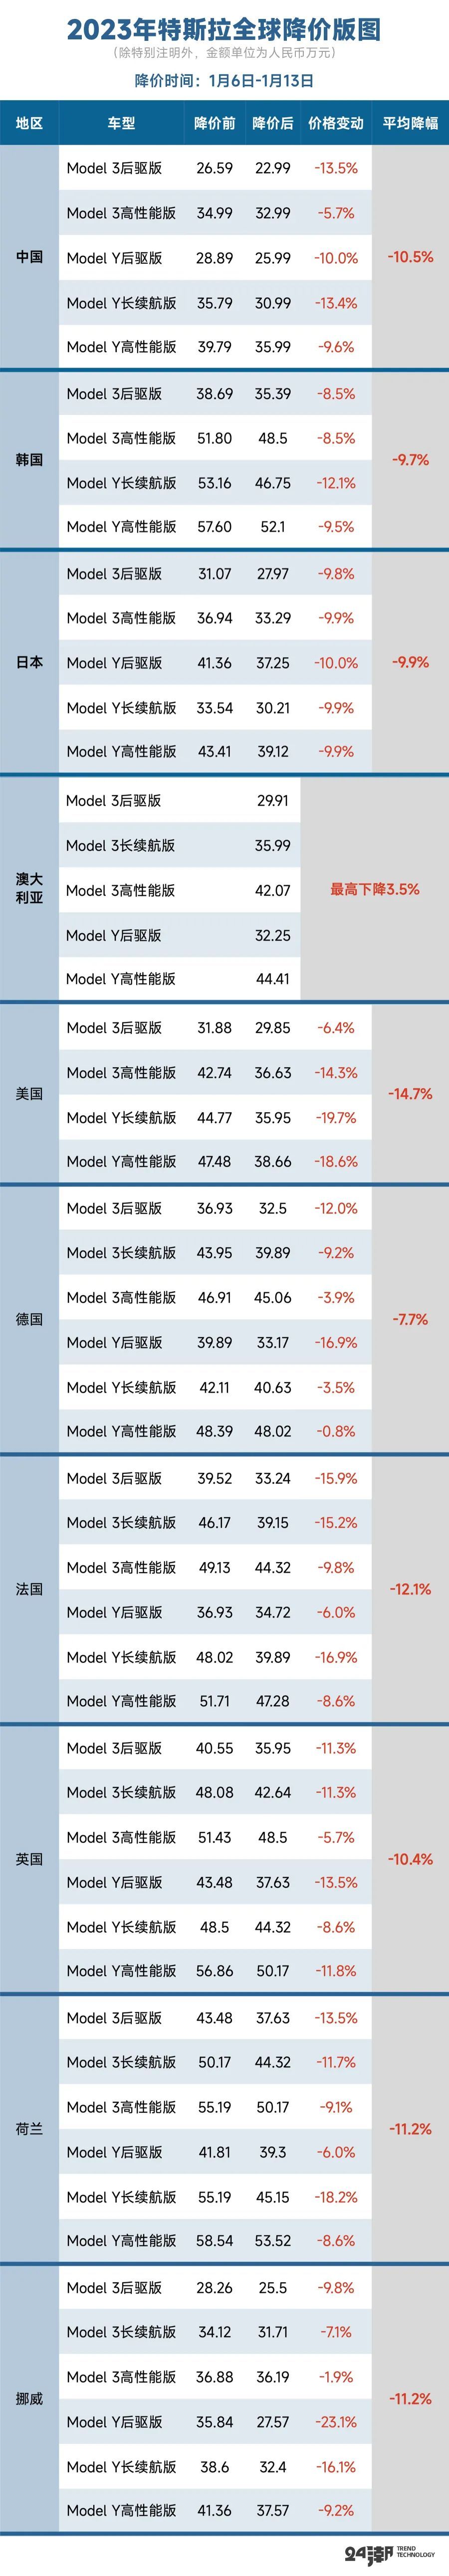 2023年特斯拉全球降价版图
(除特别注明外，金额单位为人民币万元)
降价时间：1月6日-1月13日
地区 车型 降价前 降价后 价格变动 平均降幅
Model 3后驱版 26.59 22.99 -13.5%
Model 3高性能版 34.99 32.99 -5.7%
中国 Model Y后驱版 28.89 25.99 -10.0% -10.5%
Model Y长续航版 35.79 30.99 -13.4%
Model Y高性能版 39.79 35.99 -9.6%
Model 3后驱版 38.69 35.39 -8.5%
Model 3高性能版 51.80 48.5 -8.5%
韩国 -9.7%
Model Y长续航版 53.16 46.75 -12.1%
Model Y高性能版 57.60 52.1 -9.5%
Model 3后驱版 31.07 27.97 -9.8%
Model 3高性能版 36.94 33.29 -9.9%
日本 Model Y后驱版 41.36 37.25 -10.0% -9.9%
Model Y长续航版 33.54 30.21 -9.9%
Model Y高性能版 43.41 39.12 -9.9%
Model 3后驱版 29.91
Model 3长续航版 35.99
澳大
利亚
Model 3高性能版 42.07 最高下降3.5%
Model Y后驱版 32.25
Model Y高性能版 44.41
Model 3后驱版 31.88 29.85 -6.4%
Model 3高性能版 42.74 36.63 -14.3%
美国 -14.7%
Model Y长续航版 44.77 35.95 -19.7%
Model Y高性能版 47.48 38.66 -18.6%
Model 3后驱版 36.93 32.5 -12.0%
Model 3长续航版 43.95 39.89 -9.2%
Model 3高性能版 46.91 45.06 -3.9%
德国 -7.7%
Model Y后驱版 39.89 33.17 -16.9%
Model Y长续航版 42.11 40.63 -3.5%
Model Y高性能版 48.39 48.02 -0.8%
Model 3后驱版 39.52 33.24 -15.9%
Model 3长续航版 46.17 39.15 -15.2%
Model 3高性能版 49.13 44.32 -9.8%
法国 -12.1%
Model Y后驱版 36.93 34.72 -6.0%
Model Y长续航版 48.02 39.89 -16.9%
Model Y高性能版 51.71 47.28 -8.6%
Model 3后驱版 40.55 35.95 -11.3%
Model 3长续航版 48.08 42.64 -11.3%
Model 3高性能版 51.43 48.5 -5.7%
英国 -10.4%
Model Y后驱版 43.48 37.63 -13.5%
Model Y长续航版 48.5 44.32 -8.6%
Model Y高性能版 56.86 50.17 -11.8%
Model 3后驱版 43.48 37.63 -13.5%
Model 3长续航版 50.17 44.32 -11.7%
Model 3高性能版 55.19 50.17 -9.1%
荷兰 -11.2%
Model Y后驱版 41.81 39.3 -6.0%
Model Y长续航版 55.19 45.15 -18.2%
Model Y高性能版 58.54 53.52 -8.6%
Model 3后驱版 28.26 25.5 -9.8%
Model 3长续航版 34.12 31.71 -7.1%
Model 3高性能版 36.88 36.19 -1.9%
挪威 -11.2%
Model Y后驱版 35.84 27.57 -23.1%
Model Y长续航版 38.6 32.4 -16.1%
Model Y高性能版 41.36 37.57 -9.2%
24潮 TREND
TECHNOLOGY